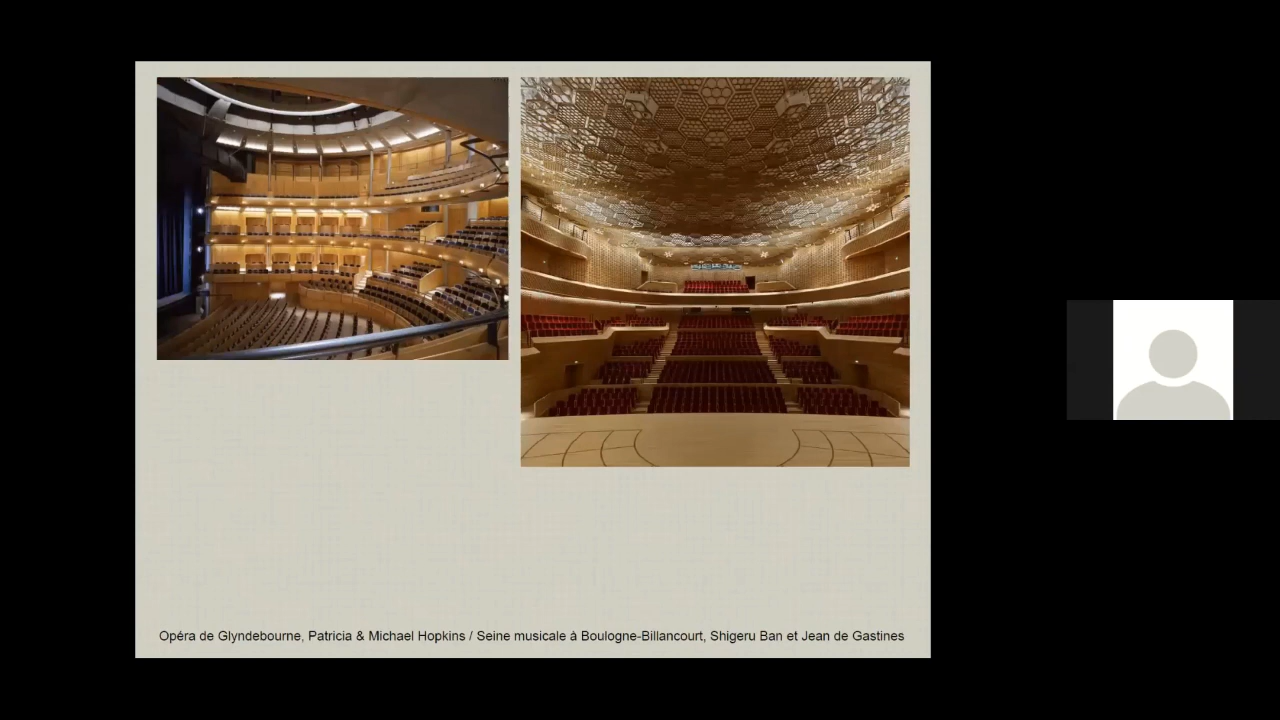 Opéra de Glyndebourne, Patricia & Michael Hopkins / Seine musicale à Boulogne-Billancourt, Shigeru Ban et Jean de Gastines